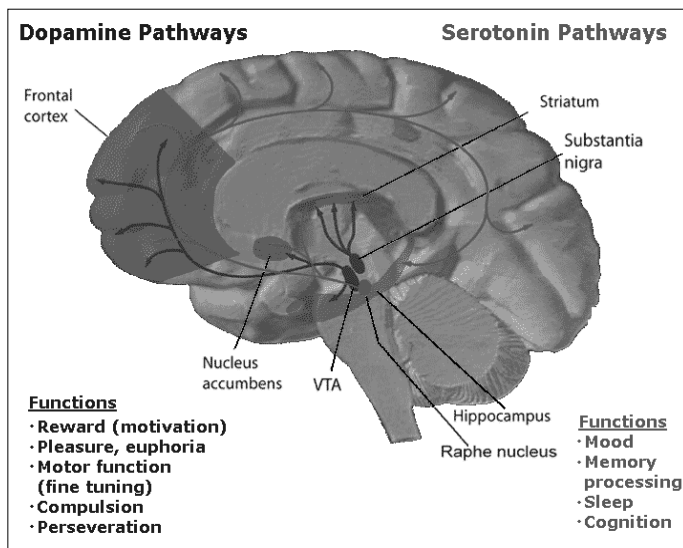 Dopamine Pathways
Serotonin Pathways
Frontal
cortex
Striatum
Substantia
nigra
Nucleus
accumbens
VTA
Hippocampus
Raphe nucleus
Functions
·Reward (motivation)
·Pleasure, euphoria
·Motor function
(fine tuning)
·Compulsion
·Perseveration
Functions
·Mood
·Memory
processing
·Sleep
·Cognition